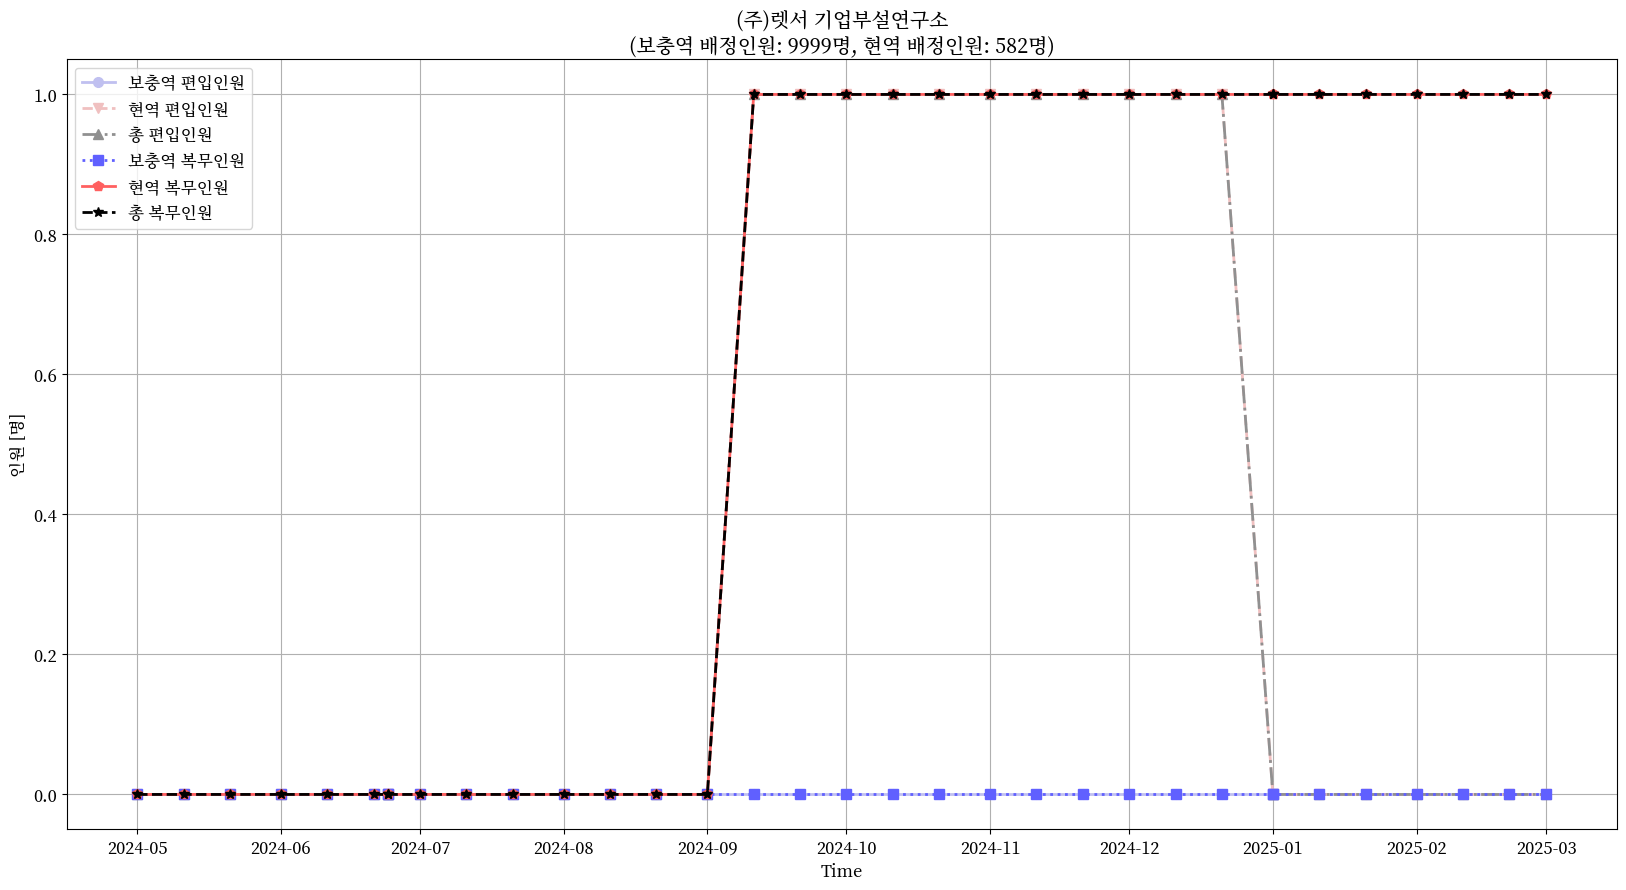 (주)렛서 기업부설연구소
(보충역 배정인원: 9999명, 현역 배정인원: 582명)
보충역 편입인원
현역 편입인원
총 편입인원
보충역 복무인원
현역 복무인원
총 복무인원
1.0
0.8
0.6
0.4
0.2
0.0
인원 [명]
2024-05
2024-06
2024-07
2024-08
2024-09
2024-10
2024-11
2024-12
2025-01
2025-02
2025-03
Time